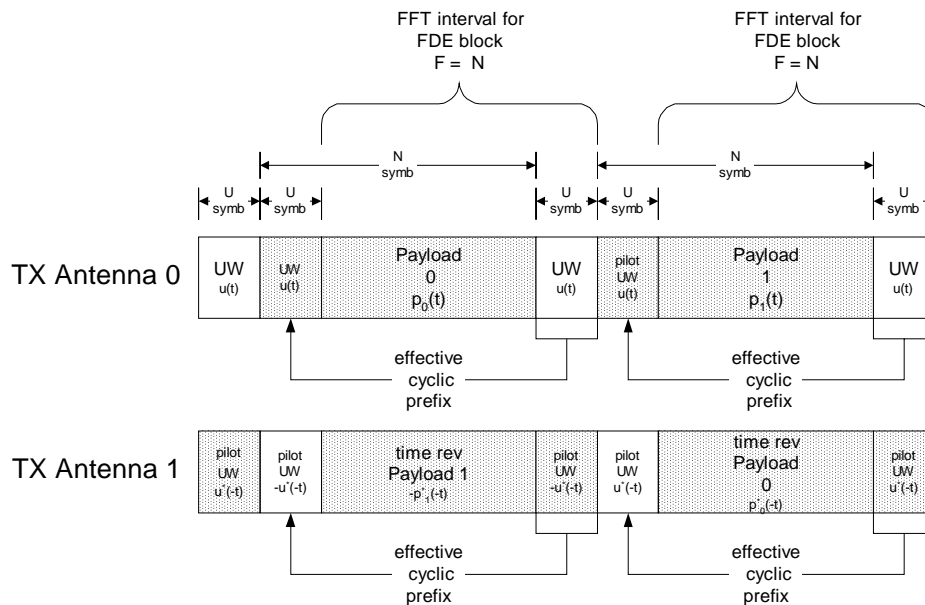 FFT interval for
FDE block
F = N
FFT interval for
FDE block
F = N
N
symb
N
symb
U
symb
U
symb
U
symb
U
symb
U
symb
TX Antenna 0
UW
u(t)
UW
u(t)
Payload
0
p0(t)
UW
u(t)
pilot
UW
u(t)
Payload
1
p1(t)
UW
u(t)
effective
cyclic
prefix
effective
cyclic
prefix
TX Antenna 1
pilot
UW
u*(-t)
pilot
UW
-u*(-t)
time rev
Payload 1
-p*1(-t)
pilot
UW
-u*(-t)
pilot
UW
u*(-t)
time rev
Payload
0
p*0(-t)
pilot
UW
u*(-t)
effective
cyclic
prefix
effective
cyclic
prefix